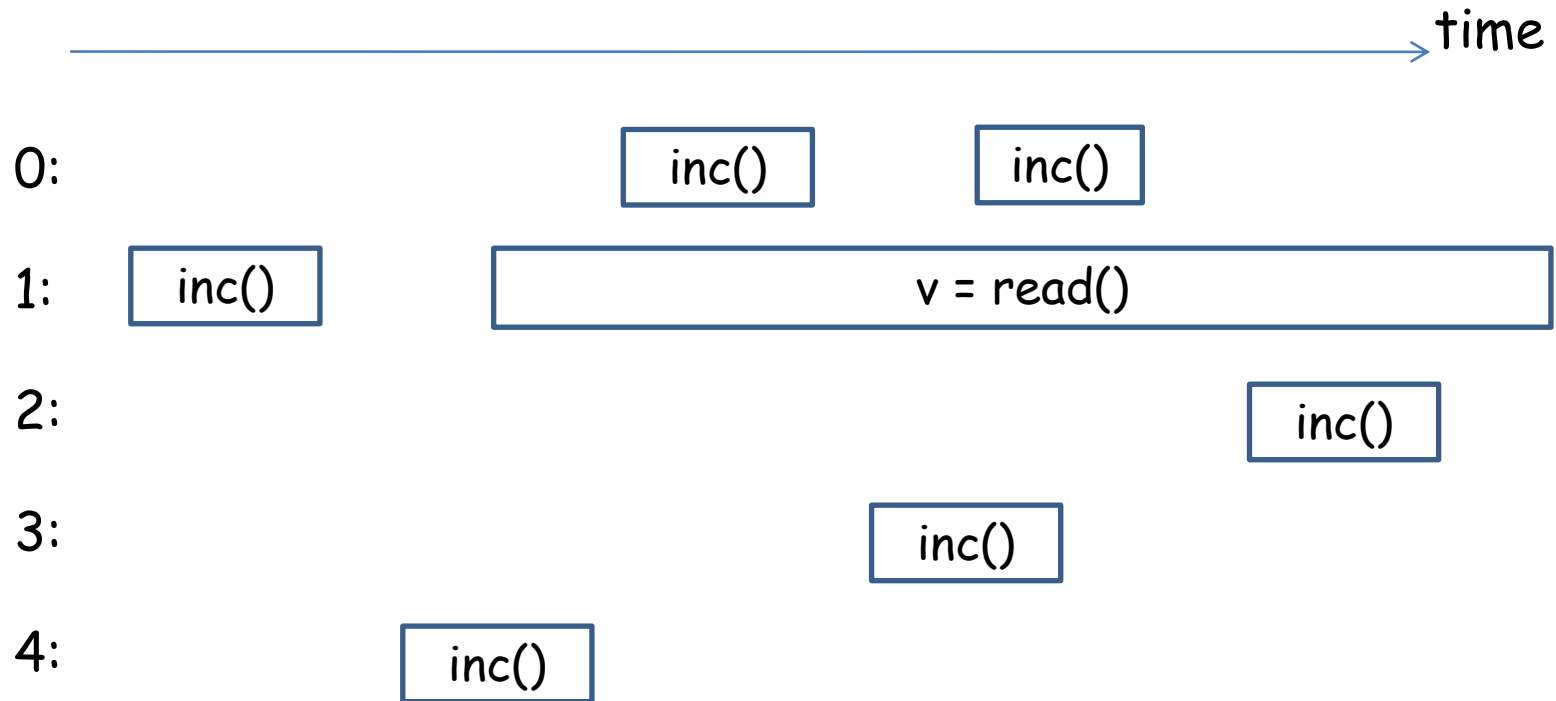 time
0: inc() inc()
1: inc() v = read()
2: inc()
3: inc()
4: inc()